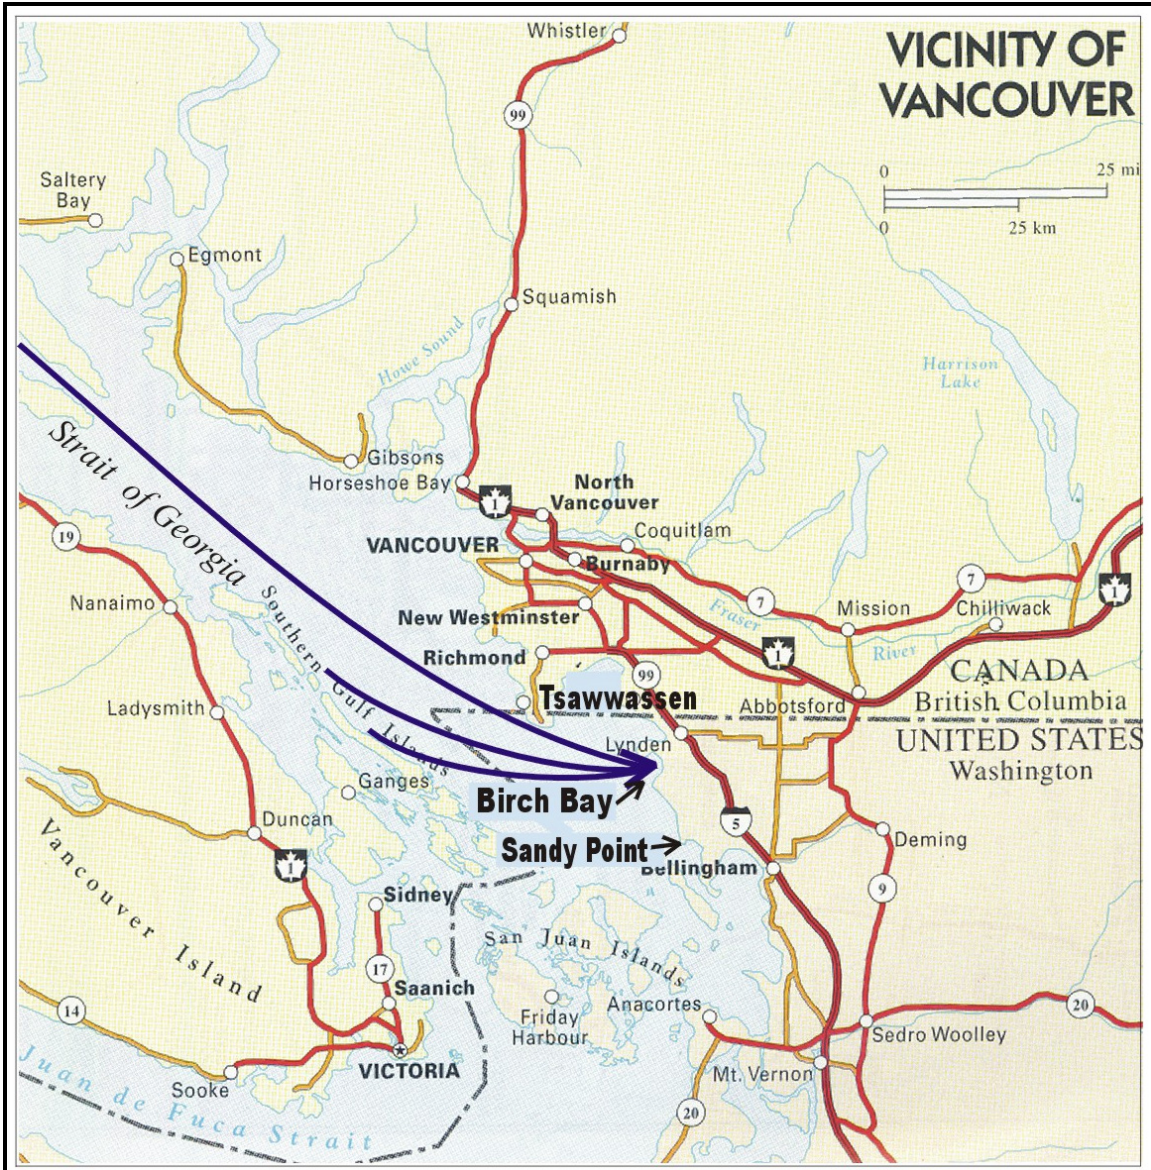 Whistler
VICINITY OF
VANCOUVER
99
0
25 mi
0
25 km
Saltery
Bay
Egmont
Squamish
Howe Sound
Harrison
Lake
Strait of Georgia
Gibsons
Horseshoe Bay
1
North
Vancouver
19
VANCOUVER
Coquitlam
Burnaby
7
7
1
Nanaimo
Southern
Gulf
Islands
New Westminster
Fraser
River
Mission
Chilliwack
Richmond
99
1
CANADA
British Columbia
Ladysmith
Tsawwassen
Abbotsford
Lynden
UNITED STATES
Washington
Ganges
Birch Bay
Duncan
5
Deming
Sandy Point
Bellingham
1
Vancouver Island
Sidney
9
San Juan Islands
17
Saanich
14
Friday
Harbour
Anacortes
20
Sedro Woolley
VICTORIA
Sooke
Mt. Vernon
20
Juan de Fuca Strait